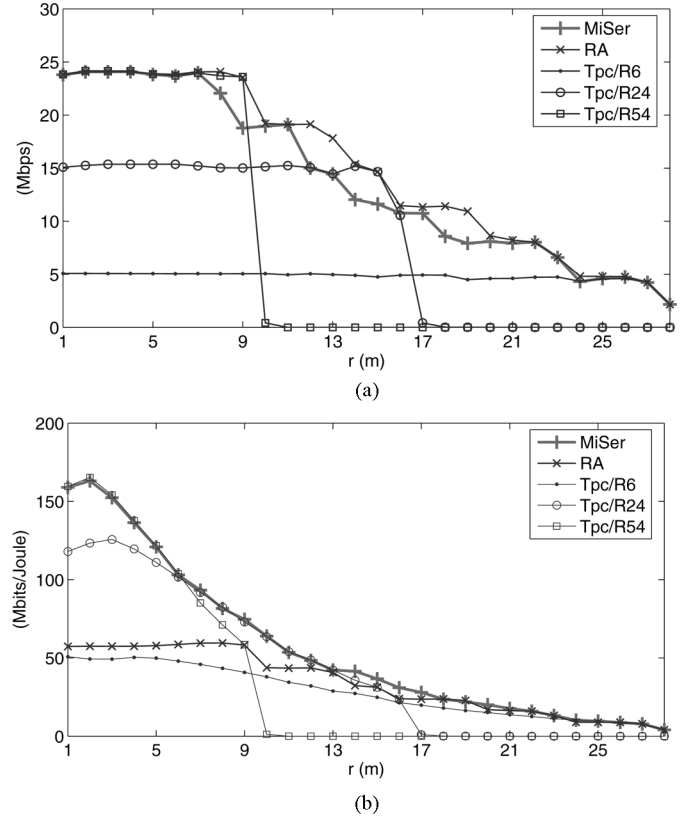 30
25
20
15
10
5
0
(Mbps)
MiSer
RA
Tpc/R6
Tpc/R24
Tpc/R54
1 5 9 13 17 21 25
r (m)
(a)
200
150
100
50
0
(Mbits/Joule)
MiSer
RA
Tpc/R6
Tpc/R24
Tpc/R54
1 5 9 13 17 21 25
r (m)
(b)